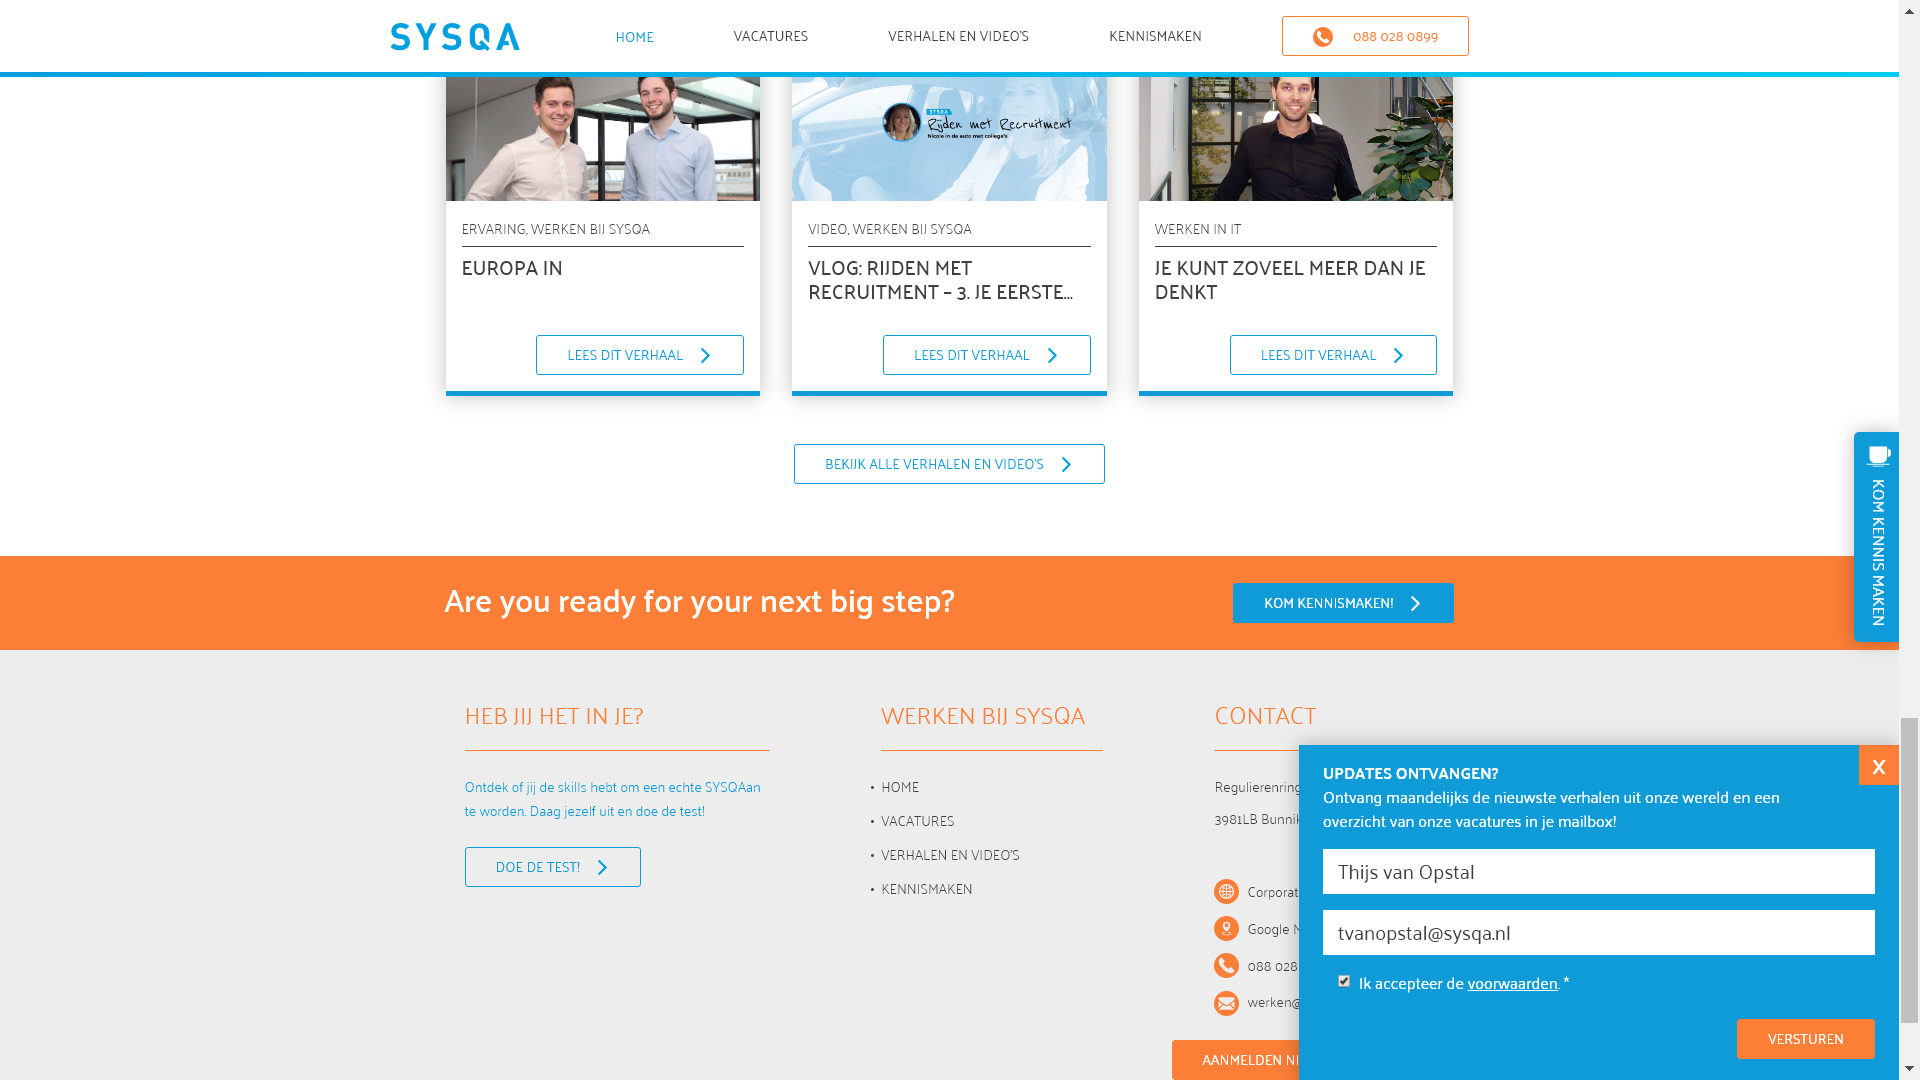 SYSQA
HOME
VACATURES
VERHALEN EN VIDEO'S
KENNISMAKEN
088 028 0899
SYSQA
Rijden met Recruitment
Nicole in de auto met collega's
ERVARING, WERKEN BIJ SYSQA
EUROPA IN
LEES DIT VERHAAL
VIDEO, WERKEN BIJ SYSQA
VLOG: RIJDEN MET
RECRUITMENT – 3. JE EERSTE...
LEES DIT VERHAAL
WERKEN IN IT
JE KUNT ZOVEEL MEER DAN JE
DENKT
LEES DIT VERHAAL
BEKIJK ALLE VERHALEN EN VIDEO'S
KOM KENNIS MAKEN
Are you ready for your next big step?
KOM KENNISMAKEN!
HEB JIJ HET IN JE?
Ontdek of jij de skills hebt om een echte SYSQAan
te worden. Daag jezelf uit en doe de test!
DOE DE TEST!
WERKEN BIJ SYSQA
• HOME
• VACATURES
• VERHALEN EN VIDEO'S
• KENNISMAKEN
CONTACT
Regulierenring
3981LB Bunnik
Corporat
Google M
088 028
werken@
AANMELDEN NI
X
UPDATES ONTVANGEN?
Ontvang maandelijks de nieuwste verhalen uit onze wereld en een
overzicht van onze vacatures in je mailbox!
Thijs van Opstal
tvanopstal@sysqa.nl
Ik accepteer de voorwaarden. *
VERSTUREN